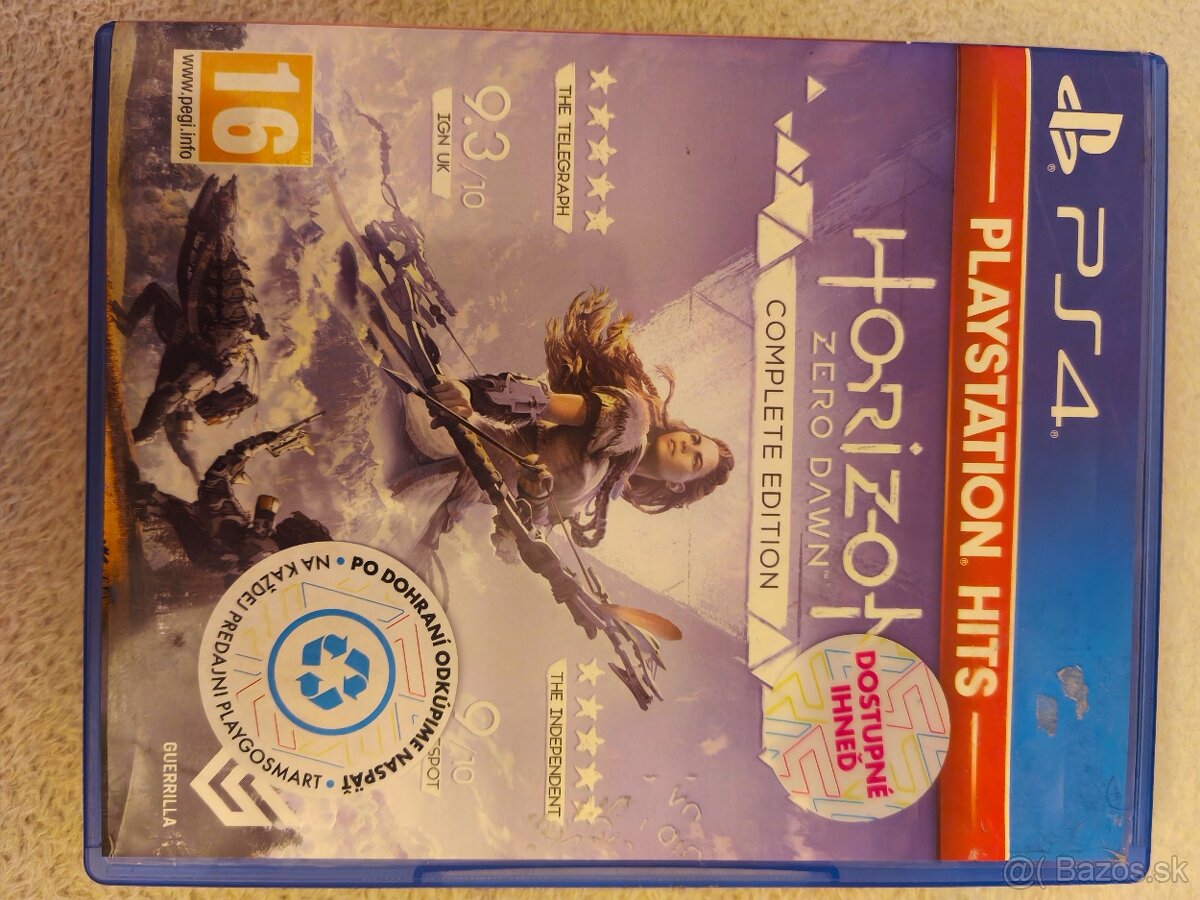 PS4
PLAYSTATION® HITS
HORIZON
ZERO DAWN™
COMPLETE EDITION
DOSTUPNÉ
IHNEĎ
THE TELEGRAPH
9.3/10
IGN UK
THE INDEPENDENT
9/10
SPOT
PO DOHRANÍ ODKÚPIME NASPÄŤ •
NA KAŽDEJ PREDAJNI PLAYGOSMART •
16
www.pegi.info
GUERRILLA
@( Bazos.sk